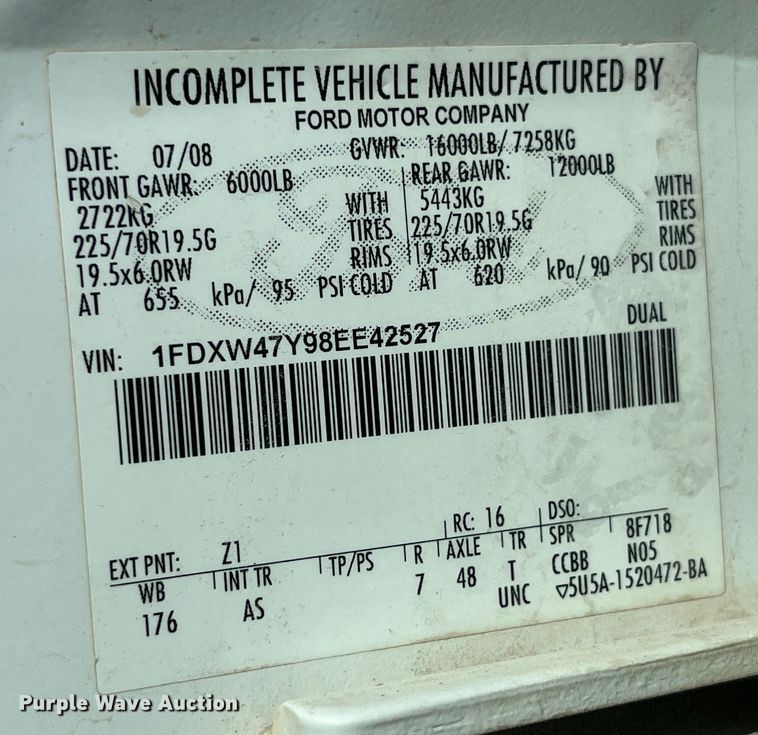 INCOMPLETE VEHICLE MANUFACTURED BY
FORD MOTOR COMPANY
DATE: 07/08 GVWR: 16000LB/ 7258KG
FRONT GAWR: 6000LB REAR GAWR: 12000LB
2722KG WITH 5443KG WITH
225/70R19.5G TIRES 225/70R19.5G TIRES
19.5x6.0RW RIMS 19.5x6.0RW RIMS
AT 655 kPa/ 95 PSI COLD AT 620 kPa/ 90 PSI COLD
DUAL
VIN: 1FDXW47Y98EE42527
RC: 16 DSO:
EXT PNT: Z1 8F718
WB INT TR TP/PS R AXLE TR SPR N05
176 AS 7 48 T CCBB
UNC ▽5U5A-1520472-BA
Purple Wave Auction